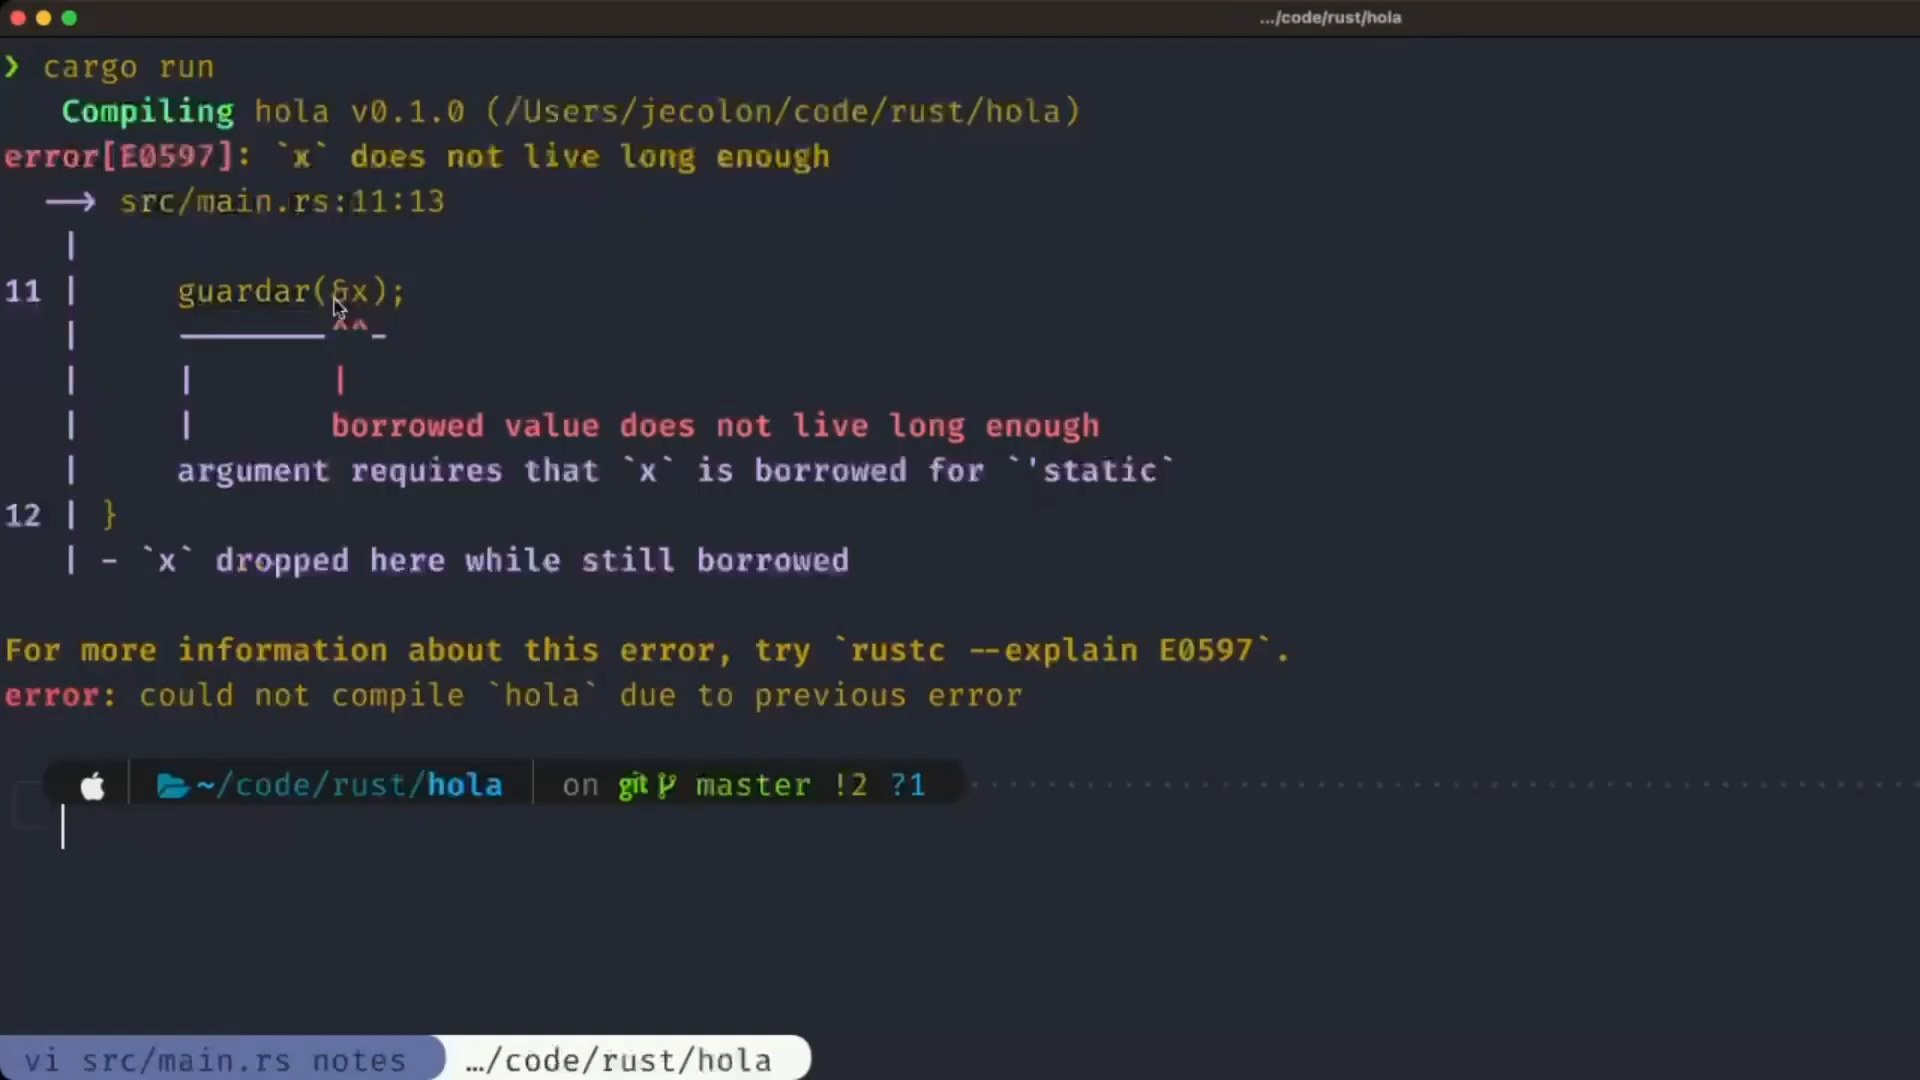 .../code/rust/hola
❯ cargo run
Compiling hola v0.1.0 (/Users/jecolon/code/rust/hola)
error[E0597]: `x` does not live long enough
--> src/main.rs:11:13
|
11 | guardar(&x);
| --------^^-
| | |
| | borrowed value does not live long enough
| argument requires that `x` is borrowed for `'static`
12 | }
| - `x` dropped here while still borrowed
For more information about this error, try `rustc --explain E0597`.
error: could not compile `hola` due to previous error
~/code/rust/hola on git master !2 ?1
vi src/main.rs notes …/code/rust/hola